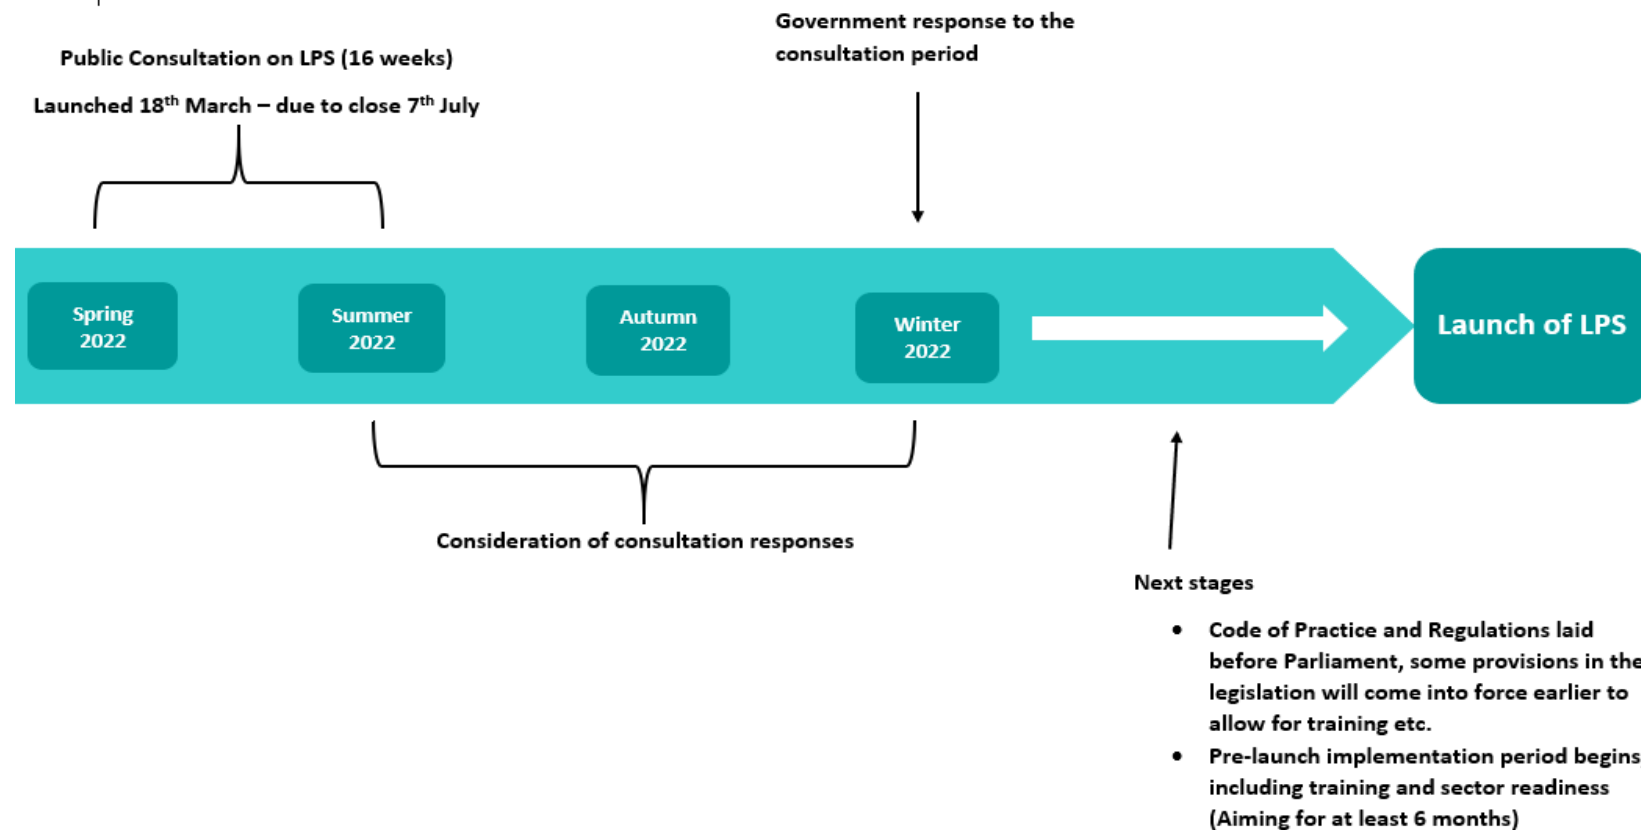 Public Consultation on LPS (16 weeks)
Launched 18th March – due to close 7th July
Government response to the
consultation period
Spring
2022
Summer
2022
Autumn
2022
Winter
2022
Launch of LPS
Consideration of consultation responses
Next stages
• Code of Practice and Regulations laid
before Parliament, some provisions in the
legislation will come into force earlier to
allow for training etc.
• Pre-launch implementation period begins
including training and sector readiness
(Aiming for at least 6 months)